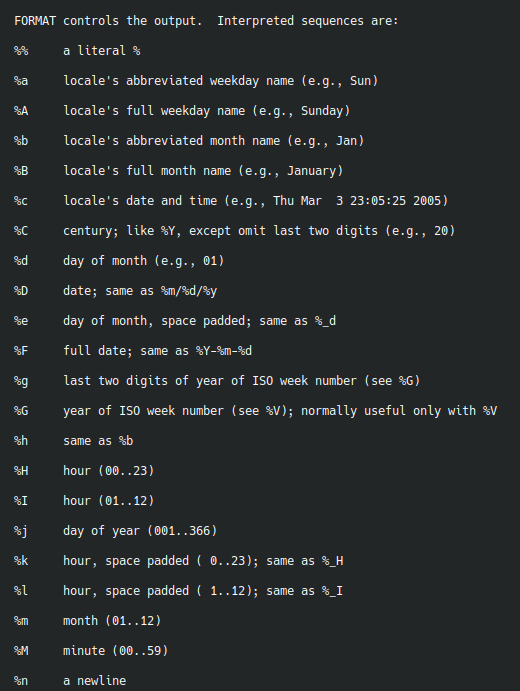 FORMAT controls the output.  Interpreted sequences are:
%%     a literal %
%a     locale's abbreviated weekday name (e.g., Sun)
%A     locale's full weekday name (e.g., Sunday)
%b     locale's abbreviated month name (e.g., Jan)
%B     locale's full month name (e.g., January)
%c     locale's date and time (e.g., Thu Mar  3 23:05:25 2005)
%C     century; like %Y, except omit last two digits (e.g., 20)
%d     day of month (e.g., 01)
%D     date; same as %m/%d/%y
%e     day of month, space padded; same as %_d
%F     full date; same as %Y-%m-%d
%g     last two digits of year of ISO week number (see %G)
%G     year of ISO week number (see %V); normally useful only with %V
%h     same as %b
%H     hour (00..23)
%I     hour (01..12)
%j     day of year (001..366)
%k     hour, space padded ( 0..23); same as %_H
%l     hour, space padded ( 1..12); same as %_I
%m     month (01..12)
%M     minute (00..59)
%n     a newline